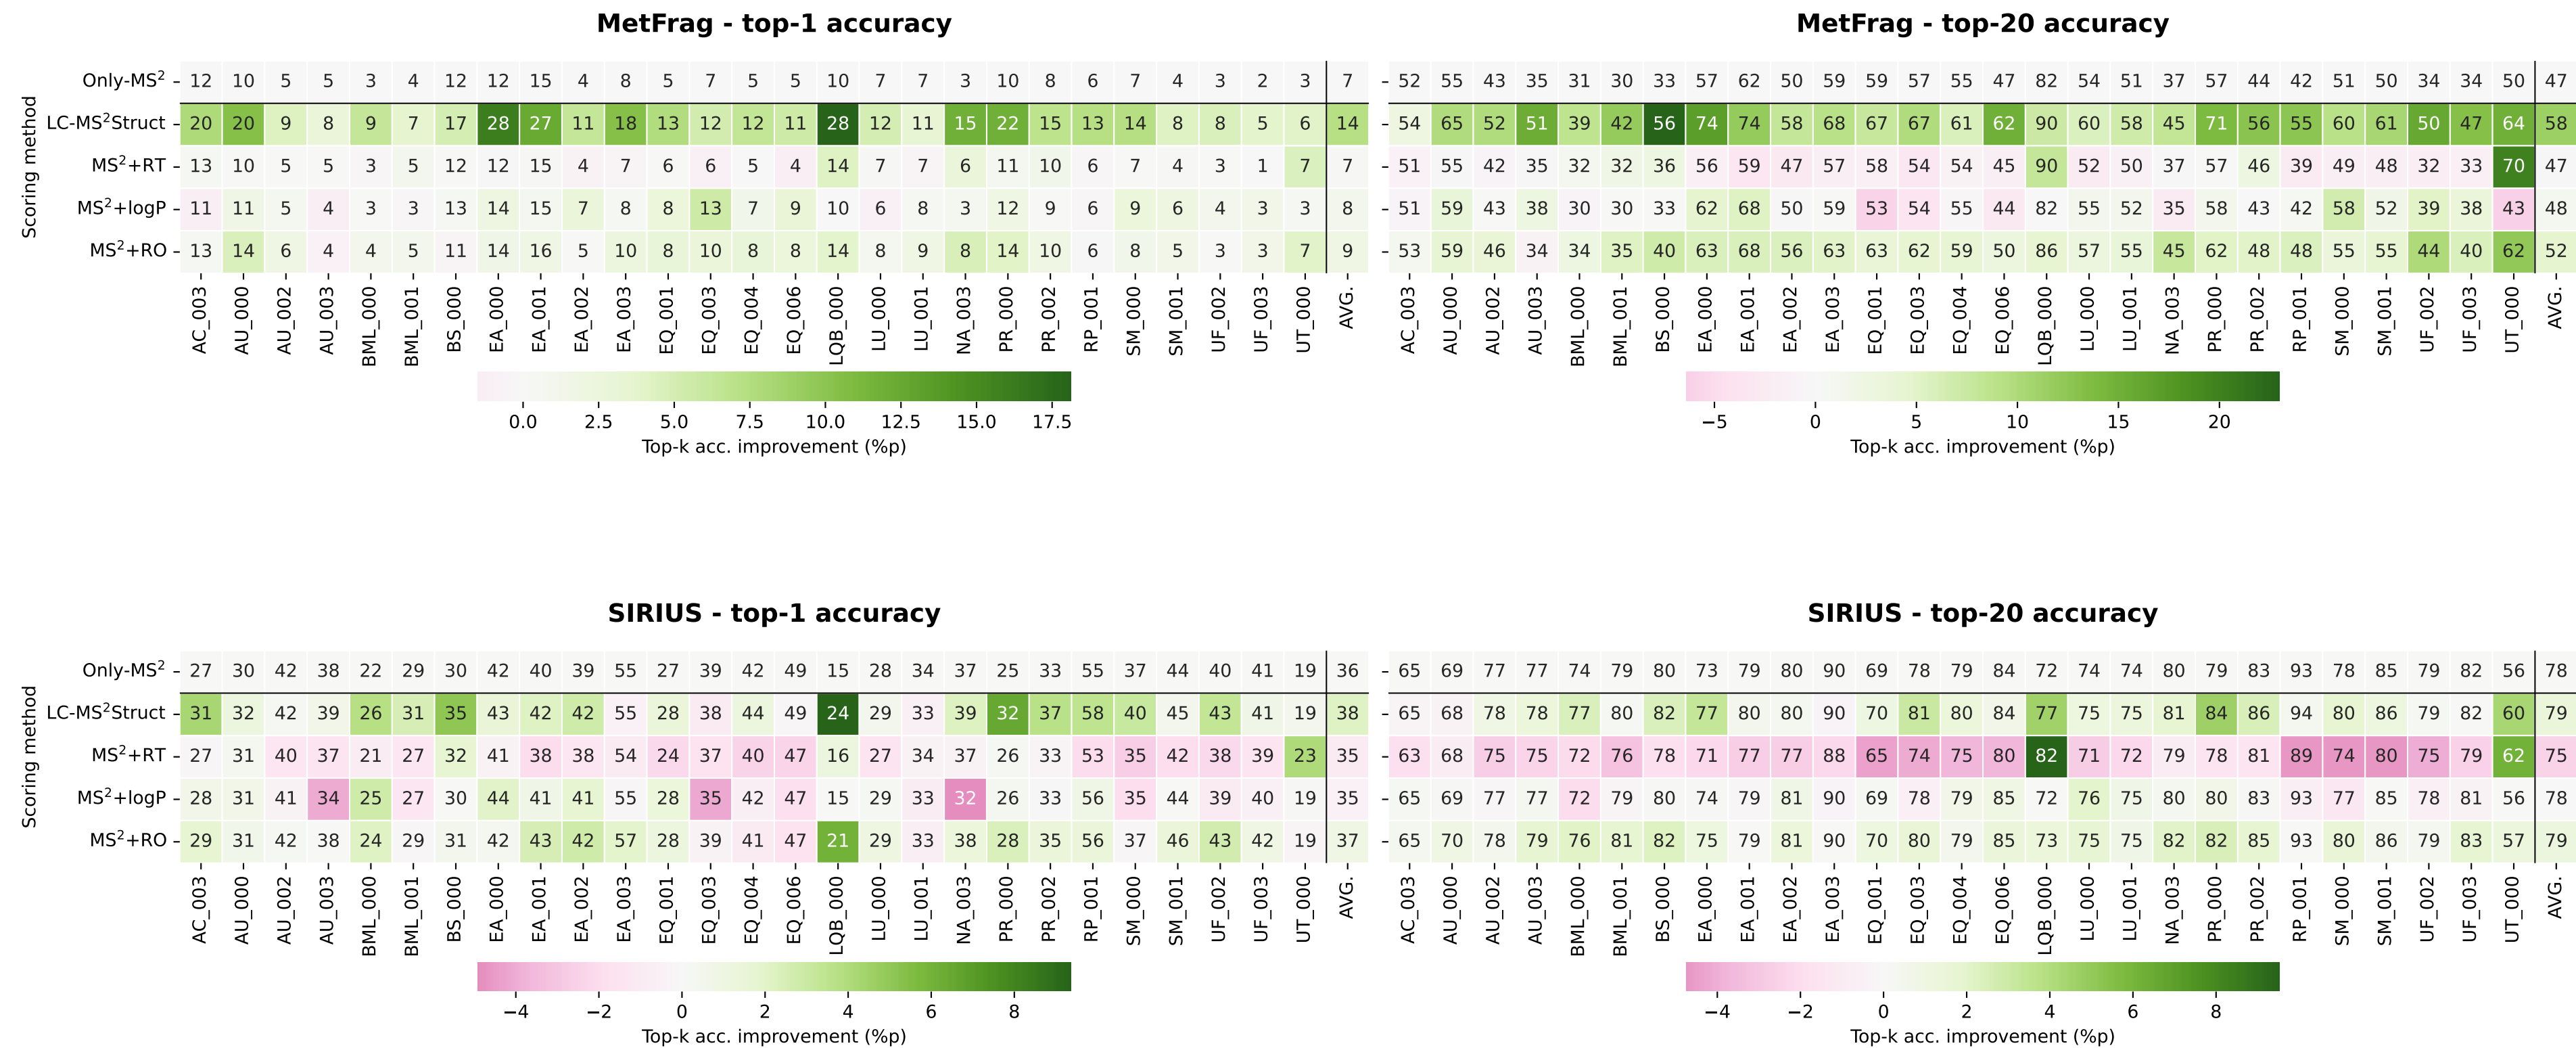 MetFrag - top-1 accuracy
Scoring method
Only-MS² 12 10 5 5 3 4 12 12 15 4 8 5 7 5 5 10 7 7 3 10 8 6 7 4 3 2 3 7
LC-MS²Struct 20 20 9 8 9 7 17 28 27 11 18 13 12 12 11 28 12 11 15 22 15 13 14 8 8 5 6 14
MS²+RT 13 10 5 5 3 5 12 12 15 4 7 6 6 5 4 14 7 7 6 11 10 6 7 4 3 1 7 7
MS²+logP 11 11 5 4 3 3 13 14 15 7 8 8 13 7 9 10 6 8 3 12 9 6 9 6 4 3 3 8
MS²+RO 13 14 6 4 4 5 11 14 16 5 10 8 10 8 8 14 8 9 8 14 10 6 8 5 3 3 7 9
AC_003 AU_000 AU_002 AU_003 BML_000 BML_001 BS_000 EA_000 EA_001 EA_002 EA_003 EQ_001 EQ_003 EQ_004 EQ_006 LQB_000 LU_000 LU_001 NA_003 PR_000 PR_002 RP_001 SM_000 SM_001 UF_002 UF_003 UT_000 AVG.
0.0 2.5 5.0 7.5 10.0 12.5 15.0 17.5
Top-k acc. improvement (%p)
MetFrag - top-20 accuracy
52 55 43 35 31 30 33 57 62 50 59 59 57 55 47 82 54 51 37 57 44 42 51 50 34 34 50 47
54 65 52 51 39 42 56 74 74 58 68 67 67 61 62 90 60 58 45 71 56 55 60 61 50 47 64 58
51 55 42 35 32 32 36 56 59 47 57 58 54 54 45 90 52 50 37 57 46 39 49 48 32 33 70 47
51 59 43 38 30 30 33 62 68 50 59 53 54 55 44 82 55 52 35 58 43 42 58 52 39 38 43 48
53 59 46 34 34 35 40 63 68 56 63 63 62 59 50 86 57 55 45 62 48 48 55 55 44 40 62 52
AC_003 AU_000 AU_002 AU_003 BML_000 BML_001 BS_000 EA_000 EA_001 EA_002 EA_003 EQ_001 EQ_003 EQ_004 EQ_006 LQB_000 LU_000 LU_001 NA_003 PR_000 PR_002 RP_001 SM_000 SM_001 UF_002 UF_003 UT_000 AVG.
−5 0 5 10 15 20
Top-k acc. improvement (%p)
SIRIUS - top-1 accuracy
Scoring method
Only-MS² 27 30 42 38 22 29 30 42 40 39 55 27 39 42 49 15 28 34 37 25 33 55 37 44 40 41 19 36
LC-MS²Struct 31 32 42 39 26 31 35 43 42 42 55 28 38 44 49 24 29 33 39 32 37 58 40 45 43 41 19 38
MS²+RT 27 31 40 37 21 27 32 41 38 38 54 24 37 40 47 16 27 34 37 26 33 53 35 42 38 39 23 35
MS²+logP 28 31 41 34 25 27 30 44 41 41 55 28 35 42 47 15 29 33 32 26 33 56 35 44 39 40 19 35
MS²+RO 29 31 42 38 24 29 31 42 43 42 57 28 39 41 47 21 29 33 38 28 35 56 37 46 43 42 19 37
AC_003 AU_000 AU_002 AU_003 BML_000 BML_001 BS_000 EA_000 EA_001 EA_002 EA_003 EQ_001 EQ_003 EQ_004 EQ_006 LQB_000 LU_000 LU_001 NA_003 PR_000 PR_002 RP_001 SM_000 SM_001 UF_002 UF_003 UT_000 AVG.
−4 −2 0 2 4 6 8
Top-k acc. improvement (%p)
SIRIUS - top-20 accuracy
65 69 77 77 74 79 80 73 79 80 90 69 78 79 84 72 74 74 80 79 83 93 78 85 79 82 56 78
65 68 78 78 77 80 82 77 80 80 90 70 81 80 84 77 75 75 81 84 86 94 80 86 79 82 60 79
63 68 75 75 72 76 78 71 77 77 88 65 74 75 80 82 71 72 79 78 81 89 74 80 75 79 62 75
65 69 77 77 72 79 80 74 79 81 90 69 78 79 85 72 76 75 80 80 83 93 77 85 78 81 56 78
65 70 78 79 76 81 82 75 79 81 90 70 80 79 85 73 75 75 82 82 85 93 80 86 79 83 57 79
AC_003 AU_000 AU_002 AU_003 BML_000 BML_001 BS_000 EA_000 EA_001 EA_002 EA_003 EQ_001 EQ_003 EQ_004 EQ_006 LQB_000 LU_000 LU_001 NA_003 PR_000 PR_002 RP_001 SM_000 SM_001 UF_002 UF_003 UT_000 AVG.
−4 −2 0 2 4 6 8
Top-k acc. improvement (%p)